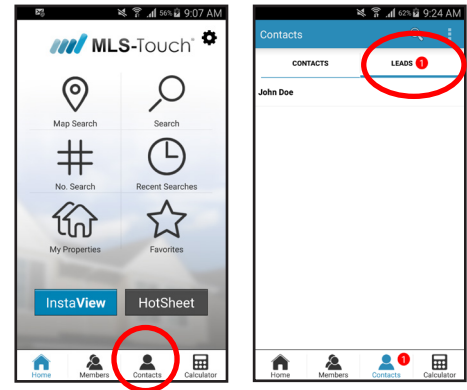 56% 9:07 AM
MLS-Touch®
Map Search
Search
No. Search
Recent Searches
My Properties
Favorites
InstaView
HotSheet
Home
Members
Contacts
Calculator
62% 9:24 AM
Contacts
CONTACTS
LEADS 1
John Doe
1
Home
Members
Contacts
Calculator